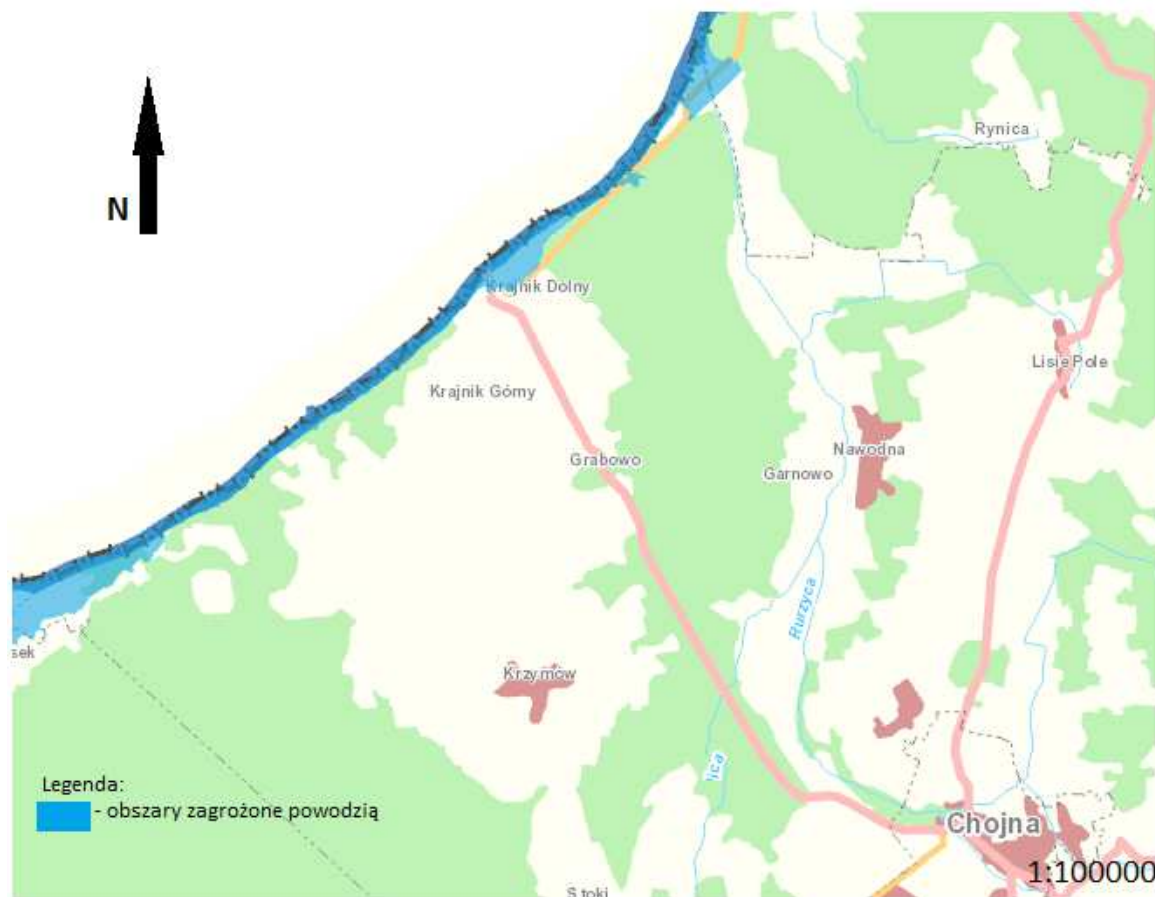 Rynica
N
Krajnik Dolny
Lisie Pole
Krajnik Górny
Nawodna
Grabowo
Garnowo
Rurzyca
sek
Krzymów
lica
Legenda:
- obszary zagrożone powodzią
Chojna
1:100000
Stoki